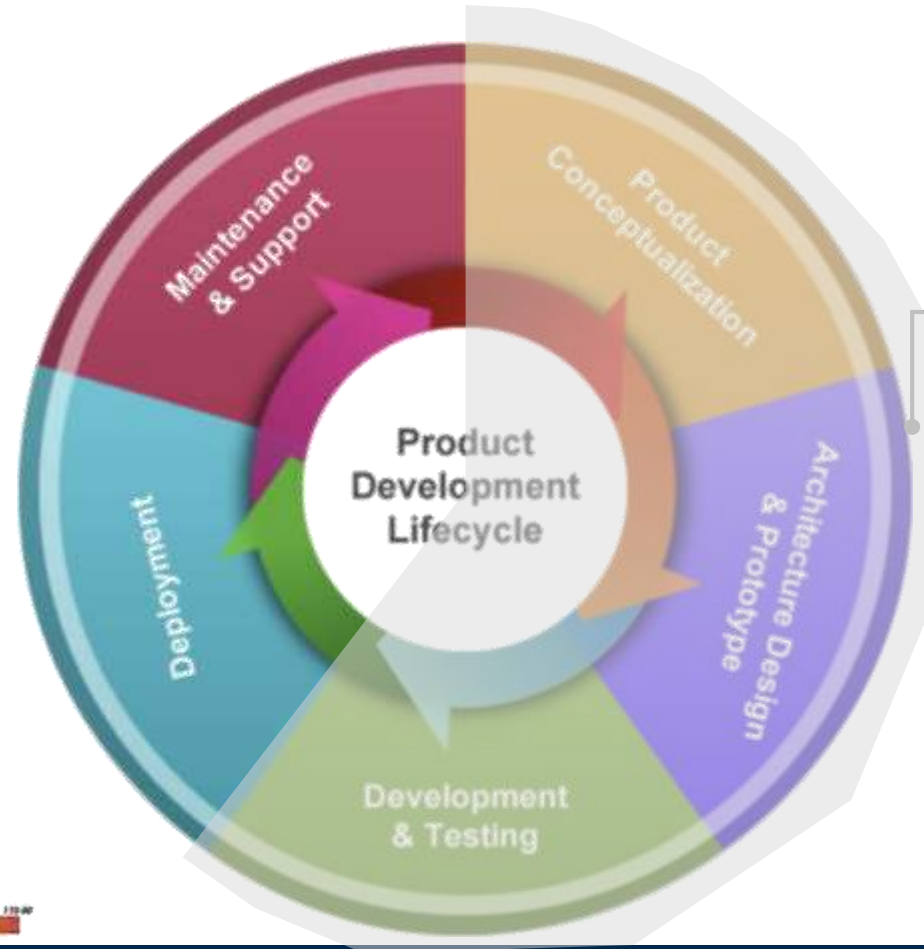 Product
Conceptualization
Architecture Design
& Prototype
Development
& Testing
Deployment
Maintenance
& Support
Product
Development
Lifecycle